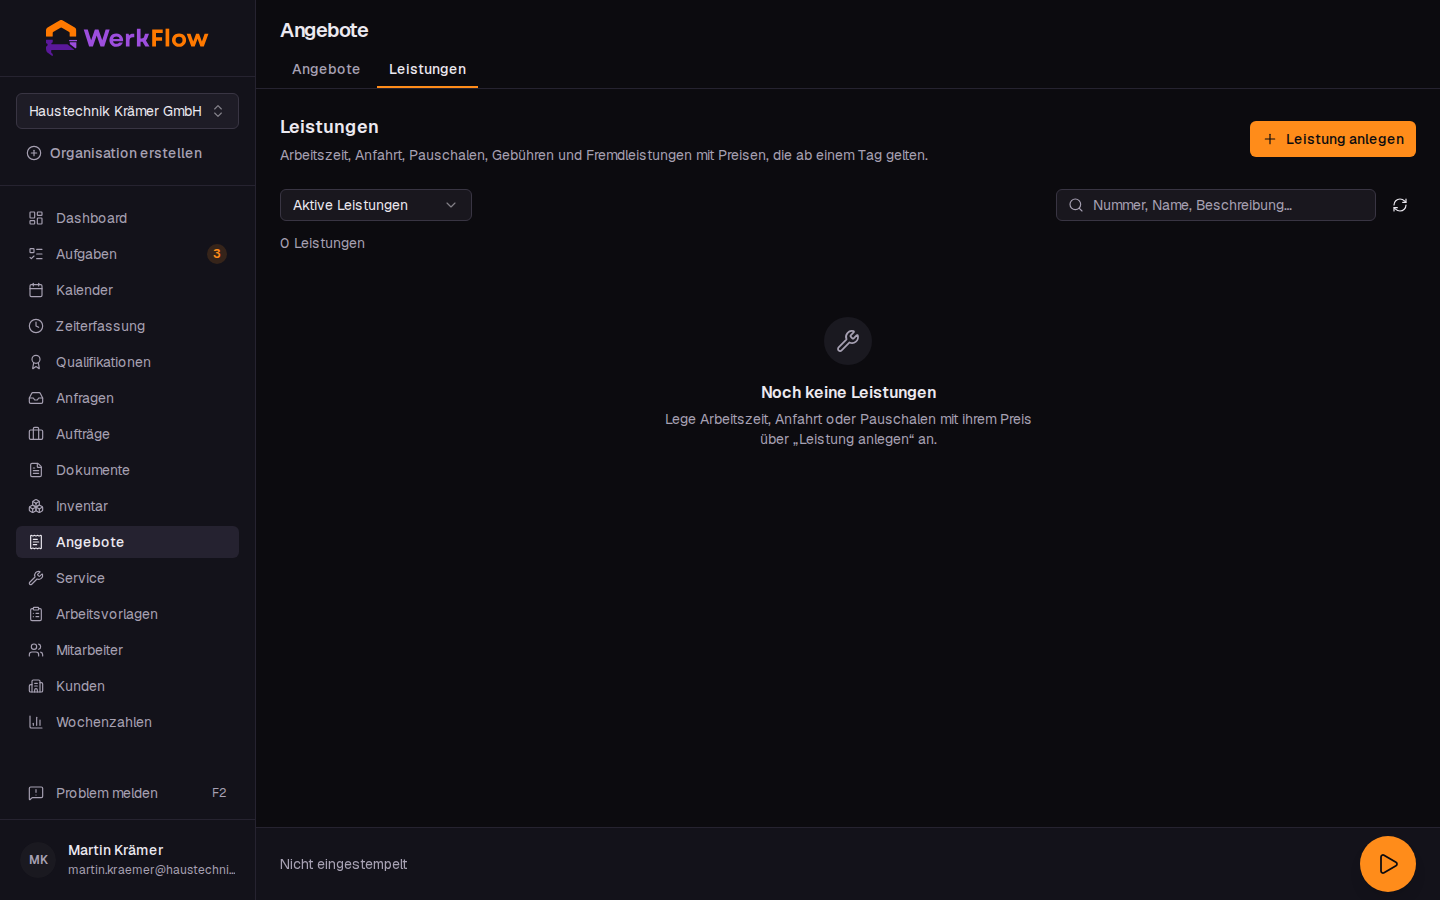 WerkFlow
Haustechnik Krämer GmbH
Organisation erstellen
Dashboard
Aufgaben 3
Kalender
Zeiterfassung
Qualifikationen
Anfragen
Aufträge
Dokumente
Inventar
Angebote
Service
Arbeitsvorlagen
Mitarbeiter
Kunden
Wochenzahlen
Problem melden F2
MK
Martin Krämer
martin.kraemer@haustechni...
Angebote
Angebote Leistungen
Leistungen
Arbeitszeit, Anfahrt, Pauschalen, Gebühren und Fremdleistungen mit Preisen, die ab einem Tag gelten.
Leistung anlegen
Aktive Leistungen
Nummer, Name, Beschreibung...
0 Leistungen
Noch keine Leistungen
Lege Arbeitszeit, Anfahrt oder Pauschalen mit ihrem Preis
über „Leistung anlegen“ an.
Nicht eingestempelt